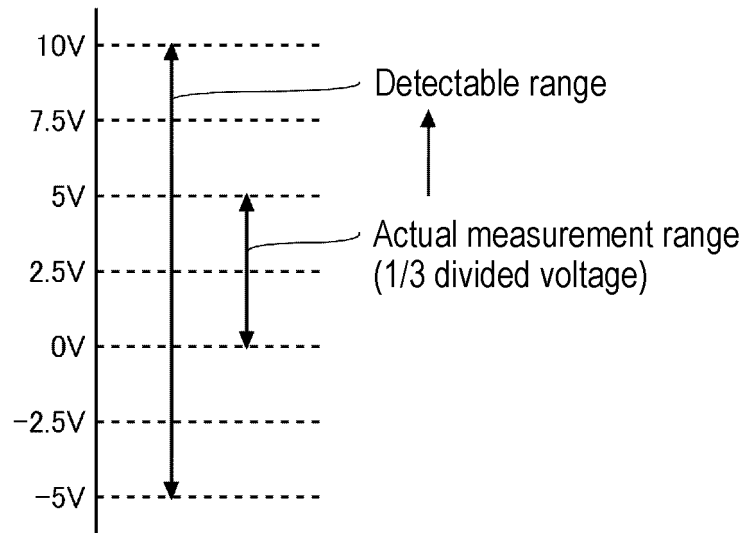 10V
Detectable range
7.5V
5V
Actual measurement range
(1/3 divided voltage)
2.5V
0V
−2.5V
−5V